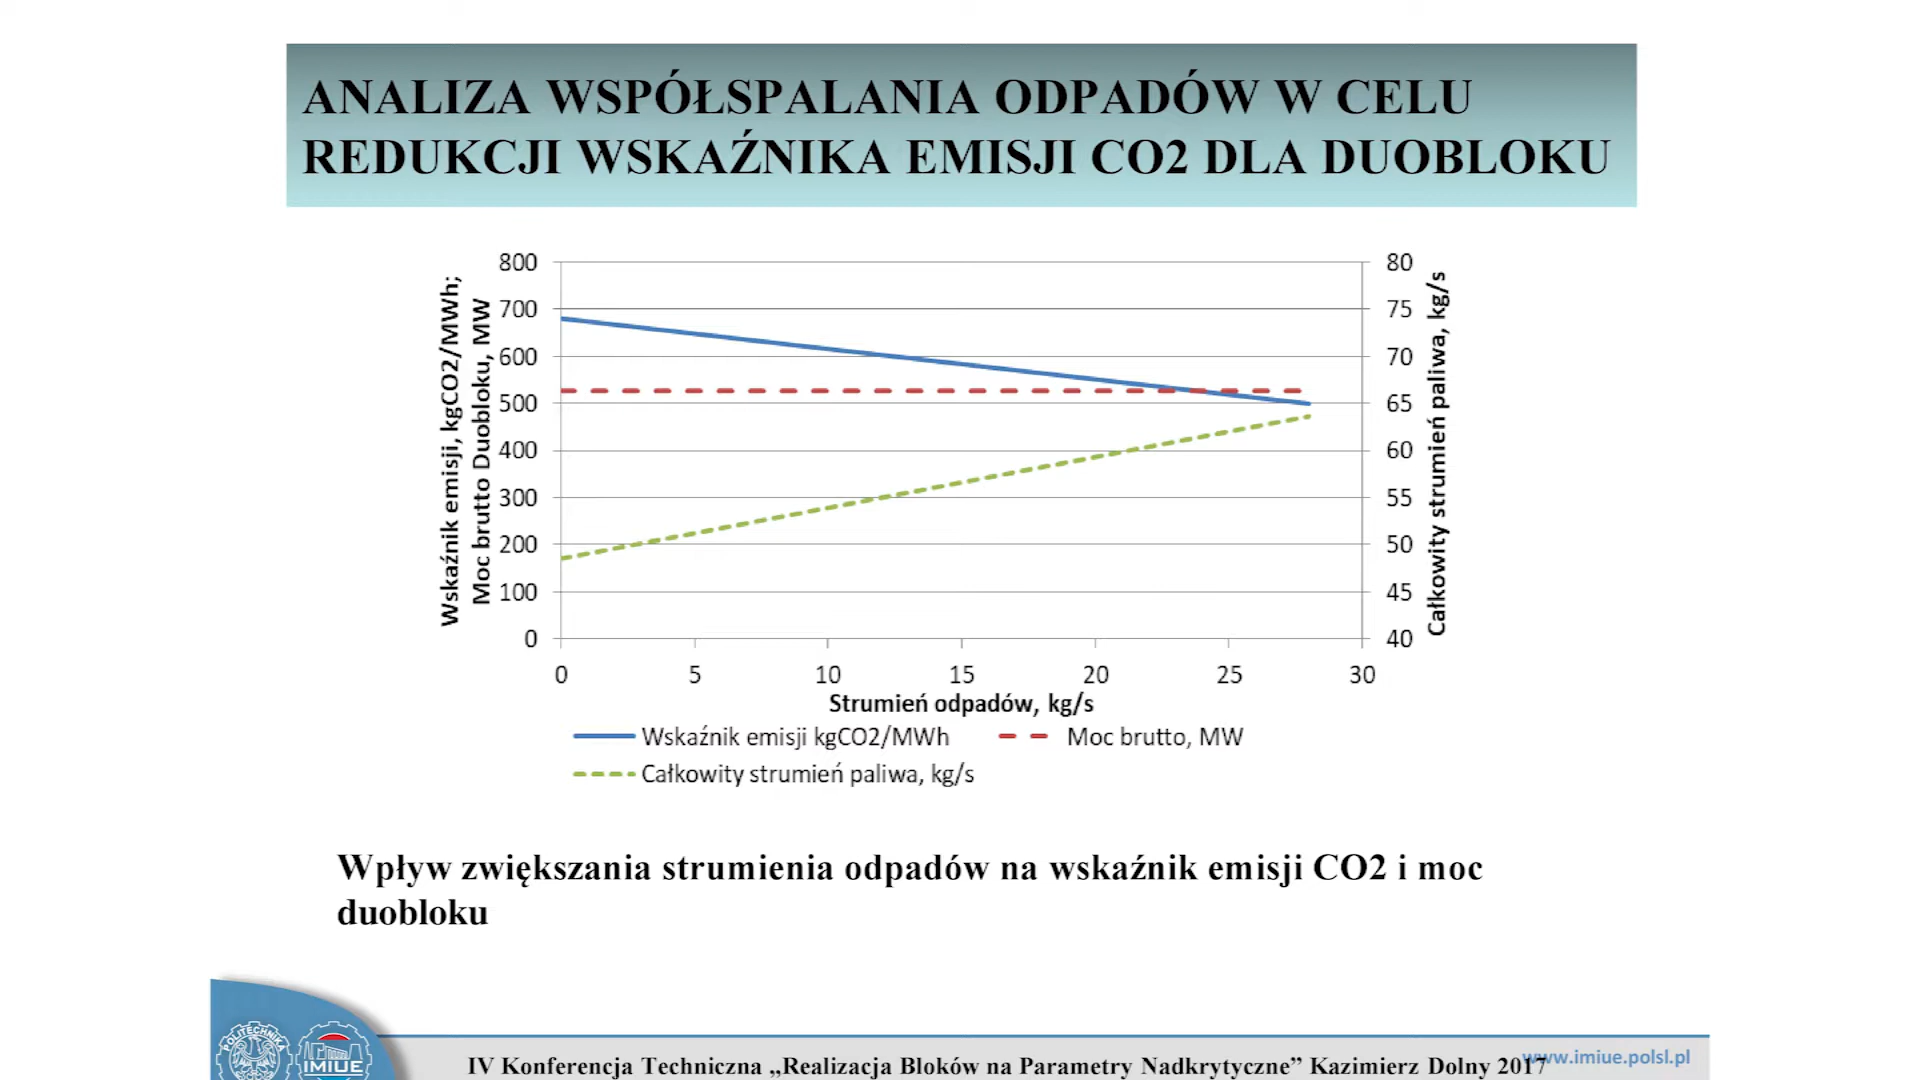 ANALIZA WSPÓŁSPALANIA ODPADÓW W CELU
REDUKCJI WSKAŹNIKA EMISJI CO2 DLA DUOBLOKU
Wskaźnik emisji, kgCO2/MWh;
Moc brutto Duobloku, MW
800
700
600
500
400
300
200
100
0
80
75
70
65
60
55
50
45
40
Całkowity strumień paliwa, kg/s
0 5 10 15 20 25 30
Strumień odpadów, kg/s
Wskaźnik emisji kgCO2/MWh Moc brutto, MW
Całkowity strumień paliwa, kg/s
Wpływ zwiększania strumienia odpadów na wskaźnik emisji CO2 i moc
duobloku
POLITECHNIKA
IMIUE
IV Konferencja Techniczna „Realizacja Bloków na Parametry Nadkrytyczne” Kazimierz Dolny 2017
www.imiue.polsl.pl